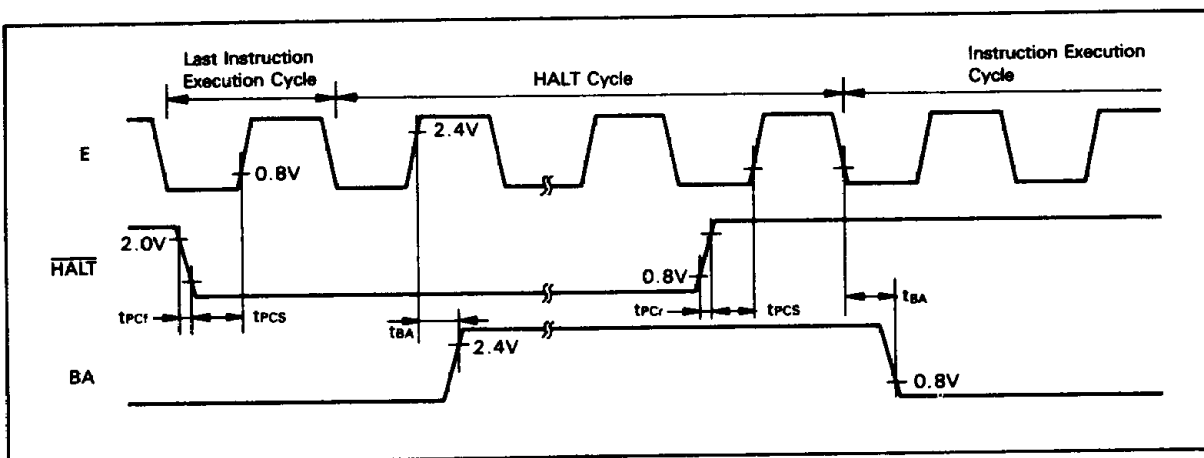 Last Instruction
Execution Cycle
HALT Cycle
Instruction Execution
Cycle
E
2.4V
0.8V
2.0V
HALT
0.8V
tPCf
tPCS
tBA
tPCr
tPCS
tBA
BA
2.4V
0.8V